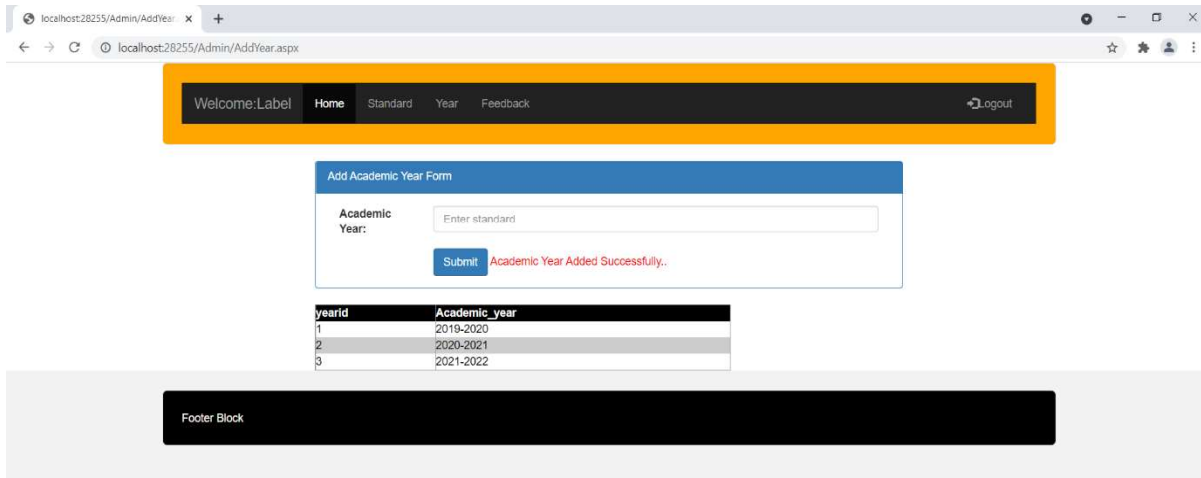 localhost:28255/Admin/AddYear
localhost:28255/Admin/AddYear.aspx
Welcome:Label Home Standard Year Feedback Logout
Add Academic Year Form
Academic
Year:
Enter standard
Submit Academic Year Added Successfully..
yearid Academic_year
1 2019-2020
2 2020-2021
3 2021-2022
Footer Block